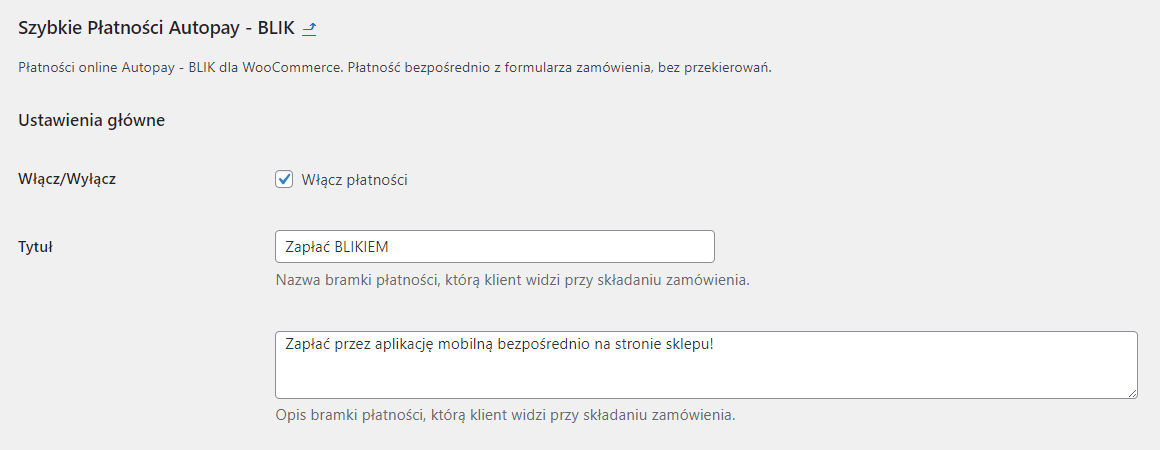 Szybkie Płatności Autopay - BLIK ⤴
Płatności online Autopay - BLIK dla WooCommerce. Płatność bezpośrednio z formularza zamówienia, bez przekierowań.
Ustawienia główne
Włącz/Wyłącz
Włącz płatności
Tytuł
Zapłać BLIKIEM
Nazwa bramki płatności, którą klient widzi przy składaniu zamówienia.
Zapłać przez aplikację mobilną bezpośrednio na stronie sklepu!
Opis bramki płatności, którą klient widzi przy składaniu zamówienia.